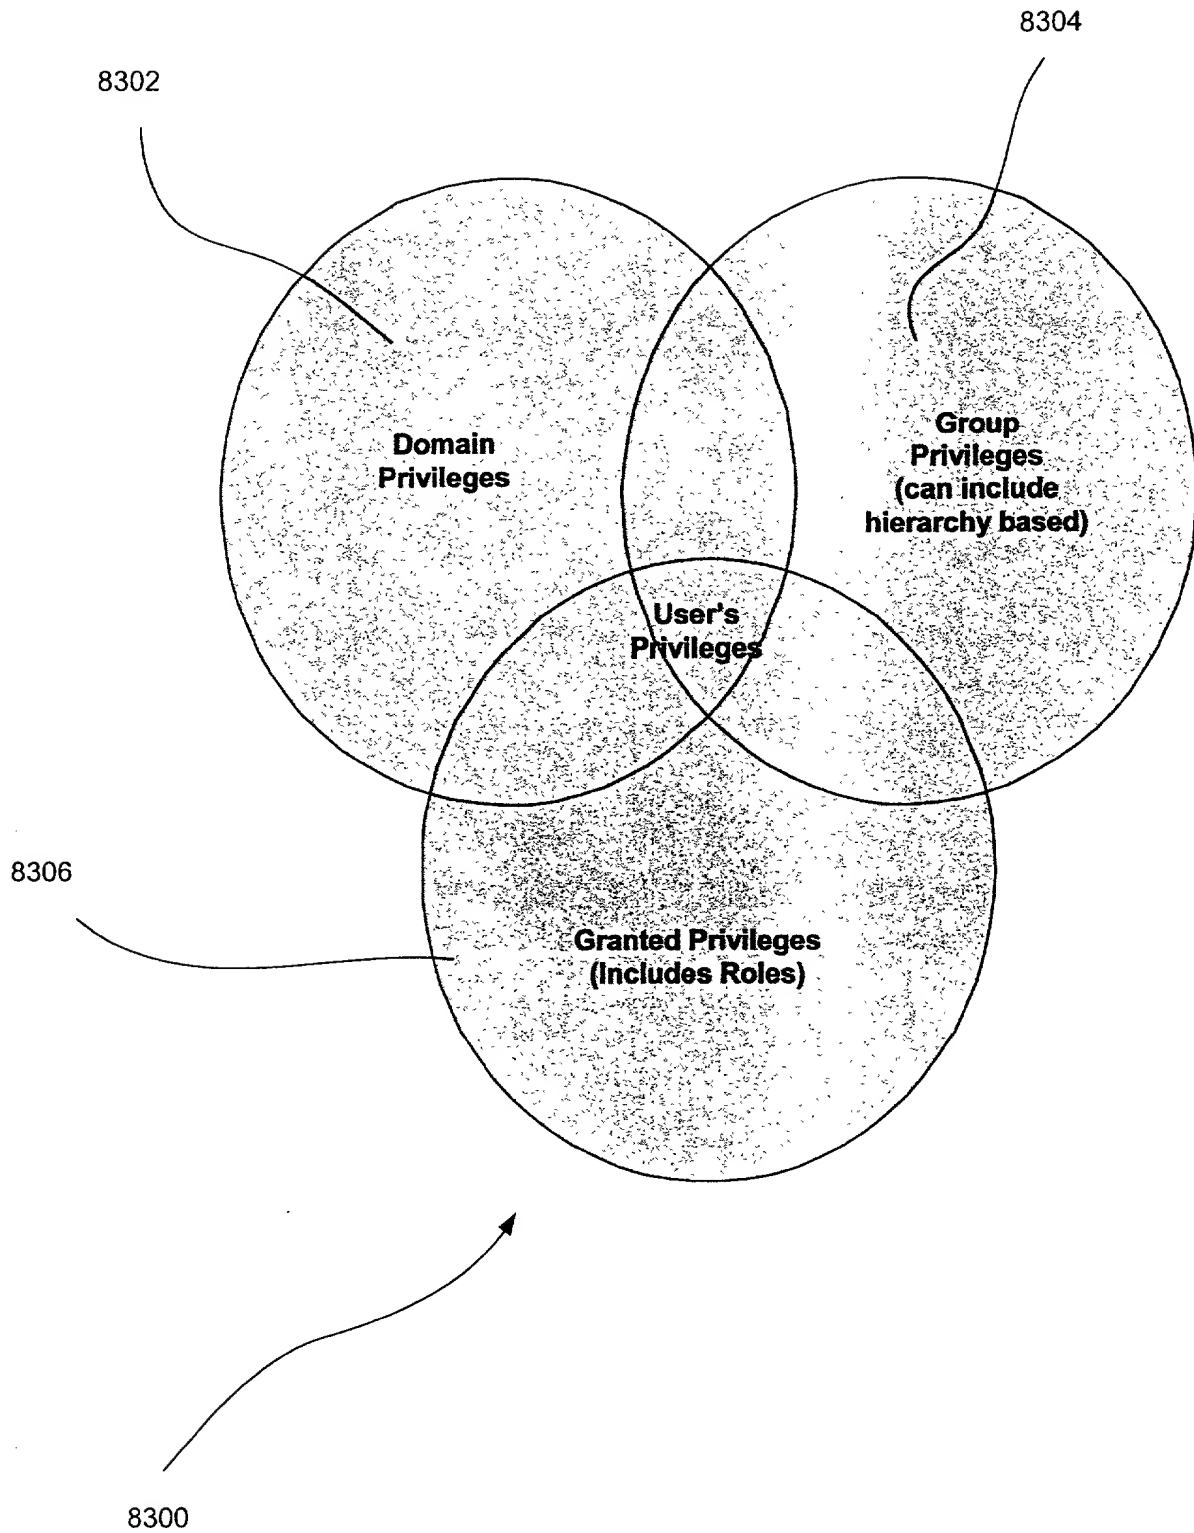 8304
8302
Domain
Privileges
Group
Privileges
(can include
hierarchy based)
User's
Privileges
8306
Granted Privileges
(Includes Roles)
8300